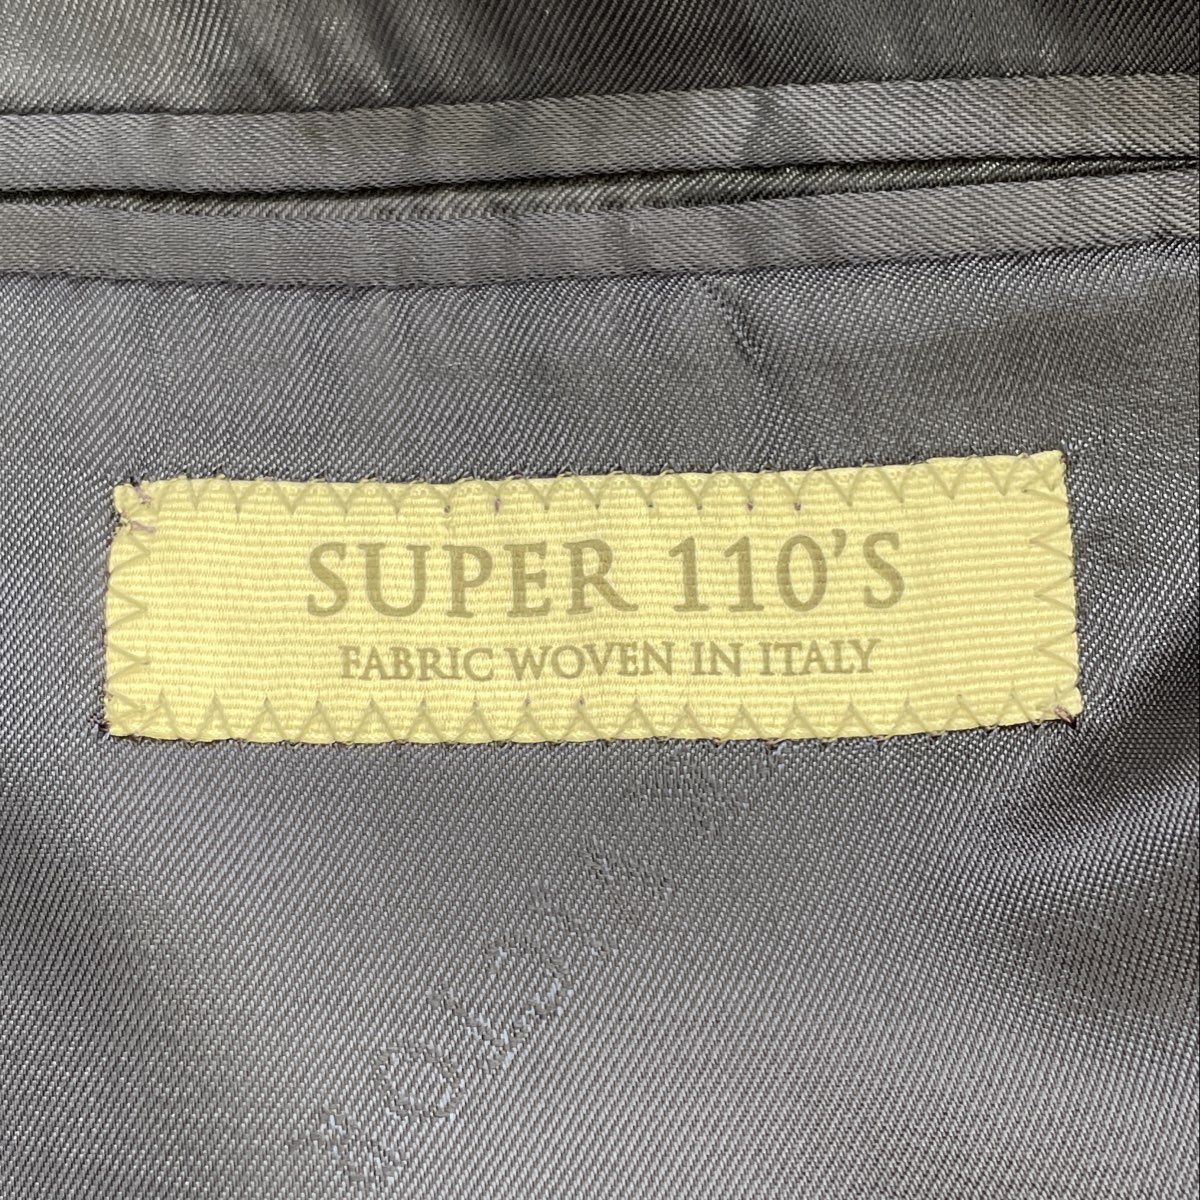 SUPER 110'S
FABRIC WOVEN IN ITALY